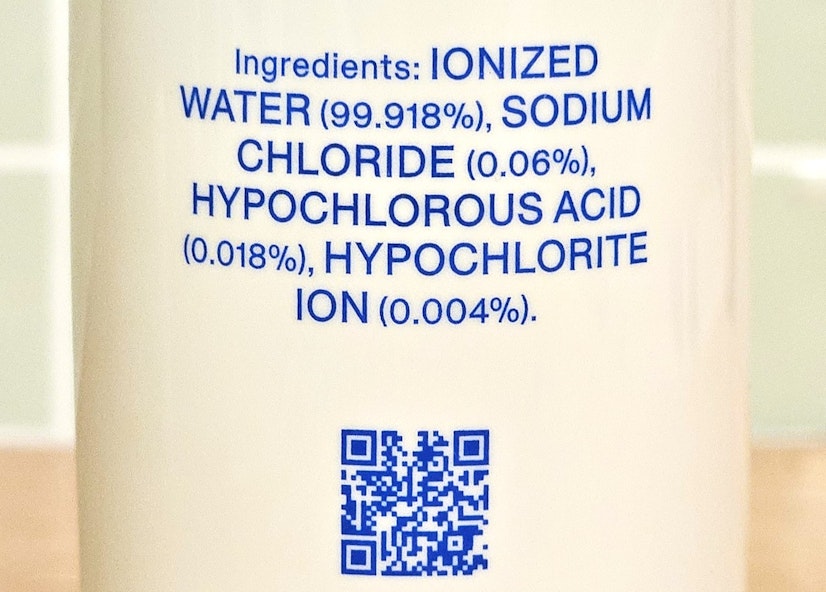 Ingredients: IONIZED
WATER (99.918%), SODIUM
CHLORIDE (0.06%),
HYPOCHLOROUS ACID
(0.018%), HYPOCHLORITE
ION (0.004%).